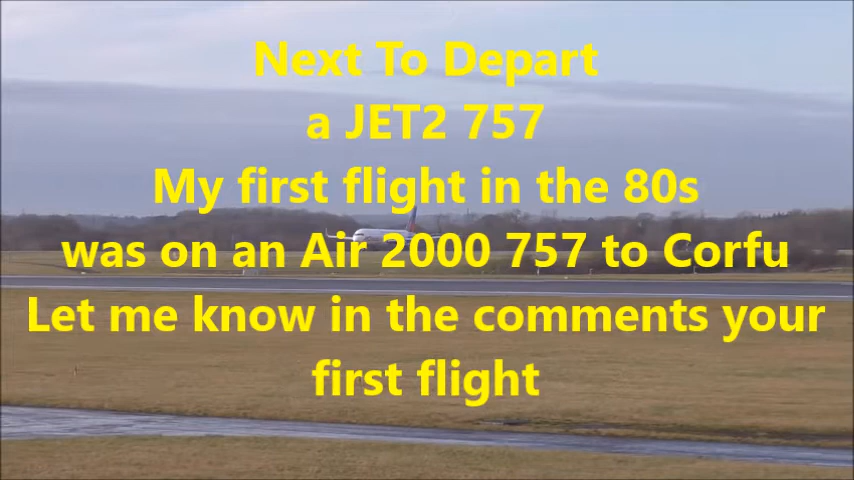 Next To Depart
a JET2 757
My first flight in the 80s
was on an Air 2000 757 to Corfu
Let me know in the comments your
first flight